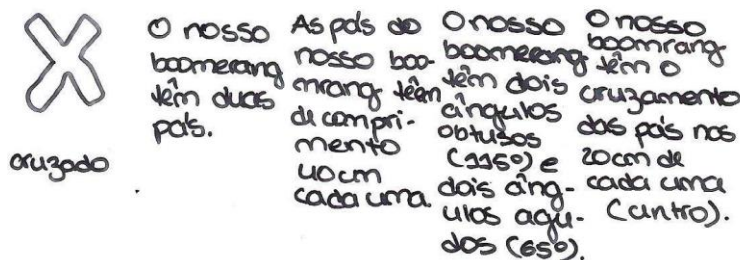 cruzado
O nosso
boomerang
têm duas
pás.
As pás do
nosso boo-
mrang têm
de compri-
mento
40cm
cada uma.
O nosso
boomerang
têm dois
ângulos
obtusos
(115º) e
dois âng-
ulos agu-
dos (65º).
O nosso
boomrang
têm o
cruzamento
das pás nos
20cm de
cada uma
(centro).